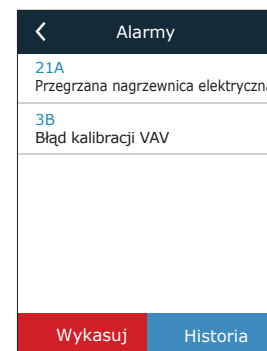 Alarmy
21A
Przegrzana nagrzewnica elektryczna
3B
Błąd kalibracji VAV
Wykasuj
Historia